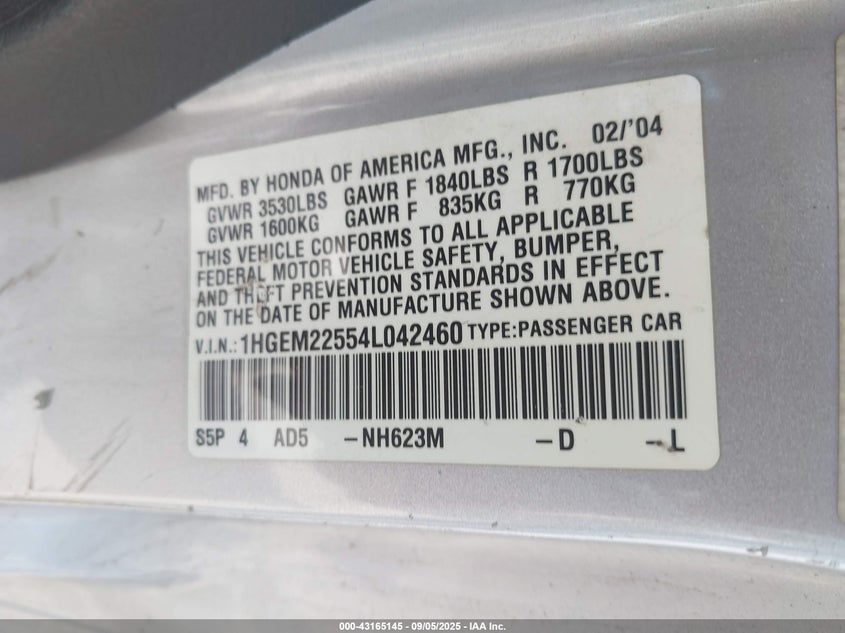 MFD. BY HONDA OF AMERICA MFG., INC. 02/'04
GVWR 3530LBS GAWR F 1840LBS R 1700LBS
GVWR 1600KG GAWR F 835KG R 770KG
THIS VEHICLE CONFORMS TO ALL APPLICABLE
FEDERAL MOTOR VEHICLE SAFETY, BUMPER,
AND THEFT PREVENTION STANDARDS IN EFFECT
ON THE DATE OF MANUFACTURE SHOWN ABOVE.
V.I.N.: 1HGEM22554L042460 TYPE:PASSENGER CAR
S5P 4 AD5 -NH623M -D -L
000-43165145 - 09/05/2025 - IAA Inc.